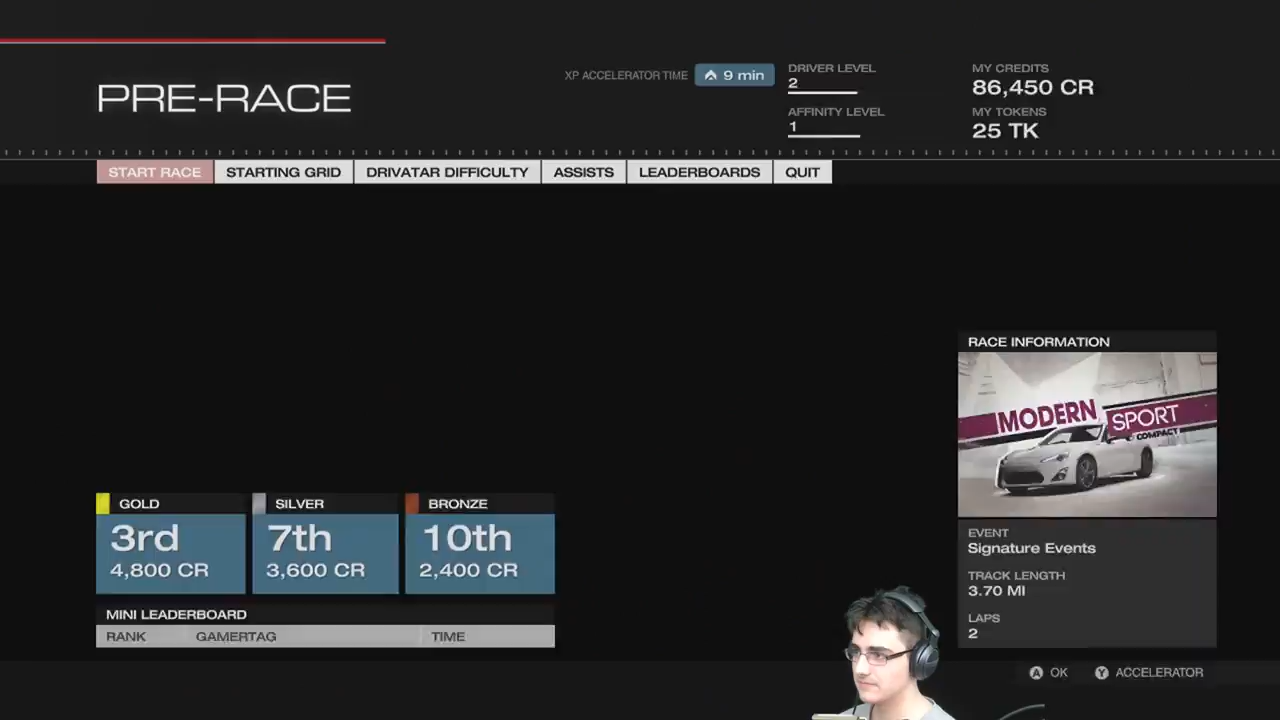 PRE-RACE
XP ACCELERATOR TIME 9 min
DRIVER LEVEL
2
AFFINITY LEVEL
1
MY CREDITS
86,450 CR
MY TOKENS
25 TK
START RACE STARTING GRID DRIVATAR DIFFICULTY ASSISTS LEADERBOARDS QUIT
RACE INFORMATION
MODERN SPORT
COMPACT
EVENT
Signature Events
TRACK LENGTH
3.70 MI
LAPS
2
GOLD SILVER BRONZE
3rd 7th 10th
4,800 CR 3,600 CR 2,400 CR
MINI LEADERBOARD
RANK GAMERTAG TIME
A OK Y ACCELERATOR